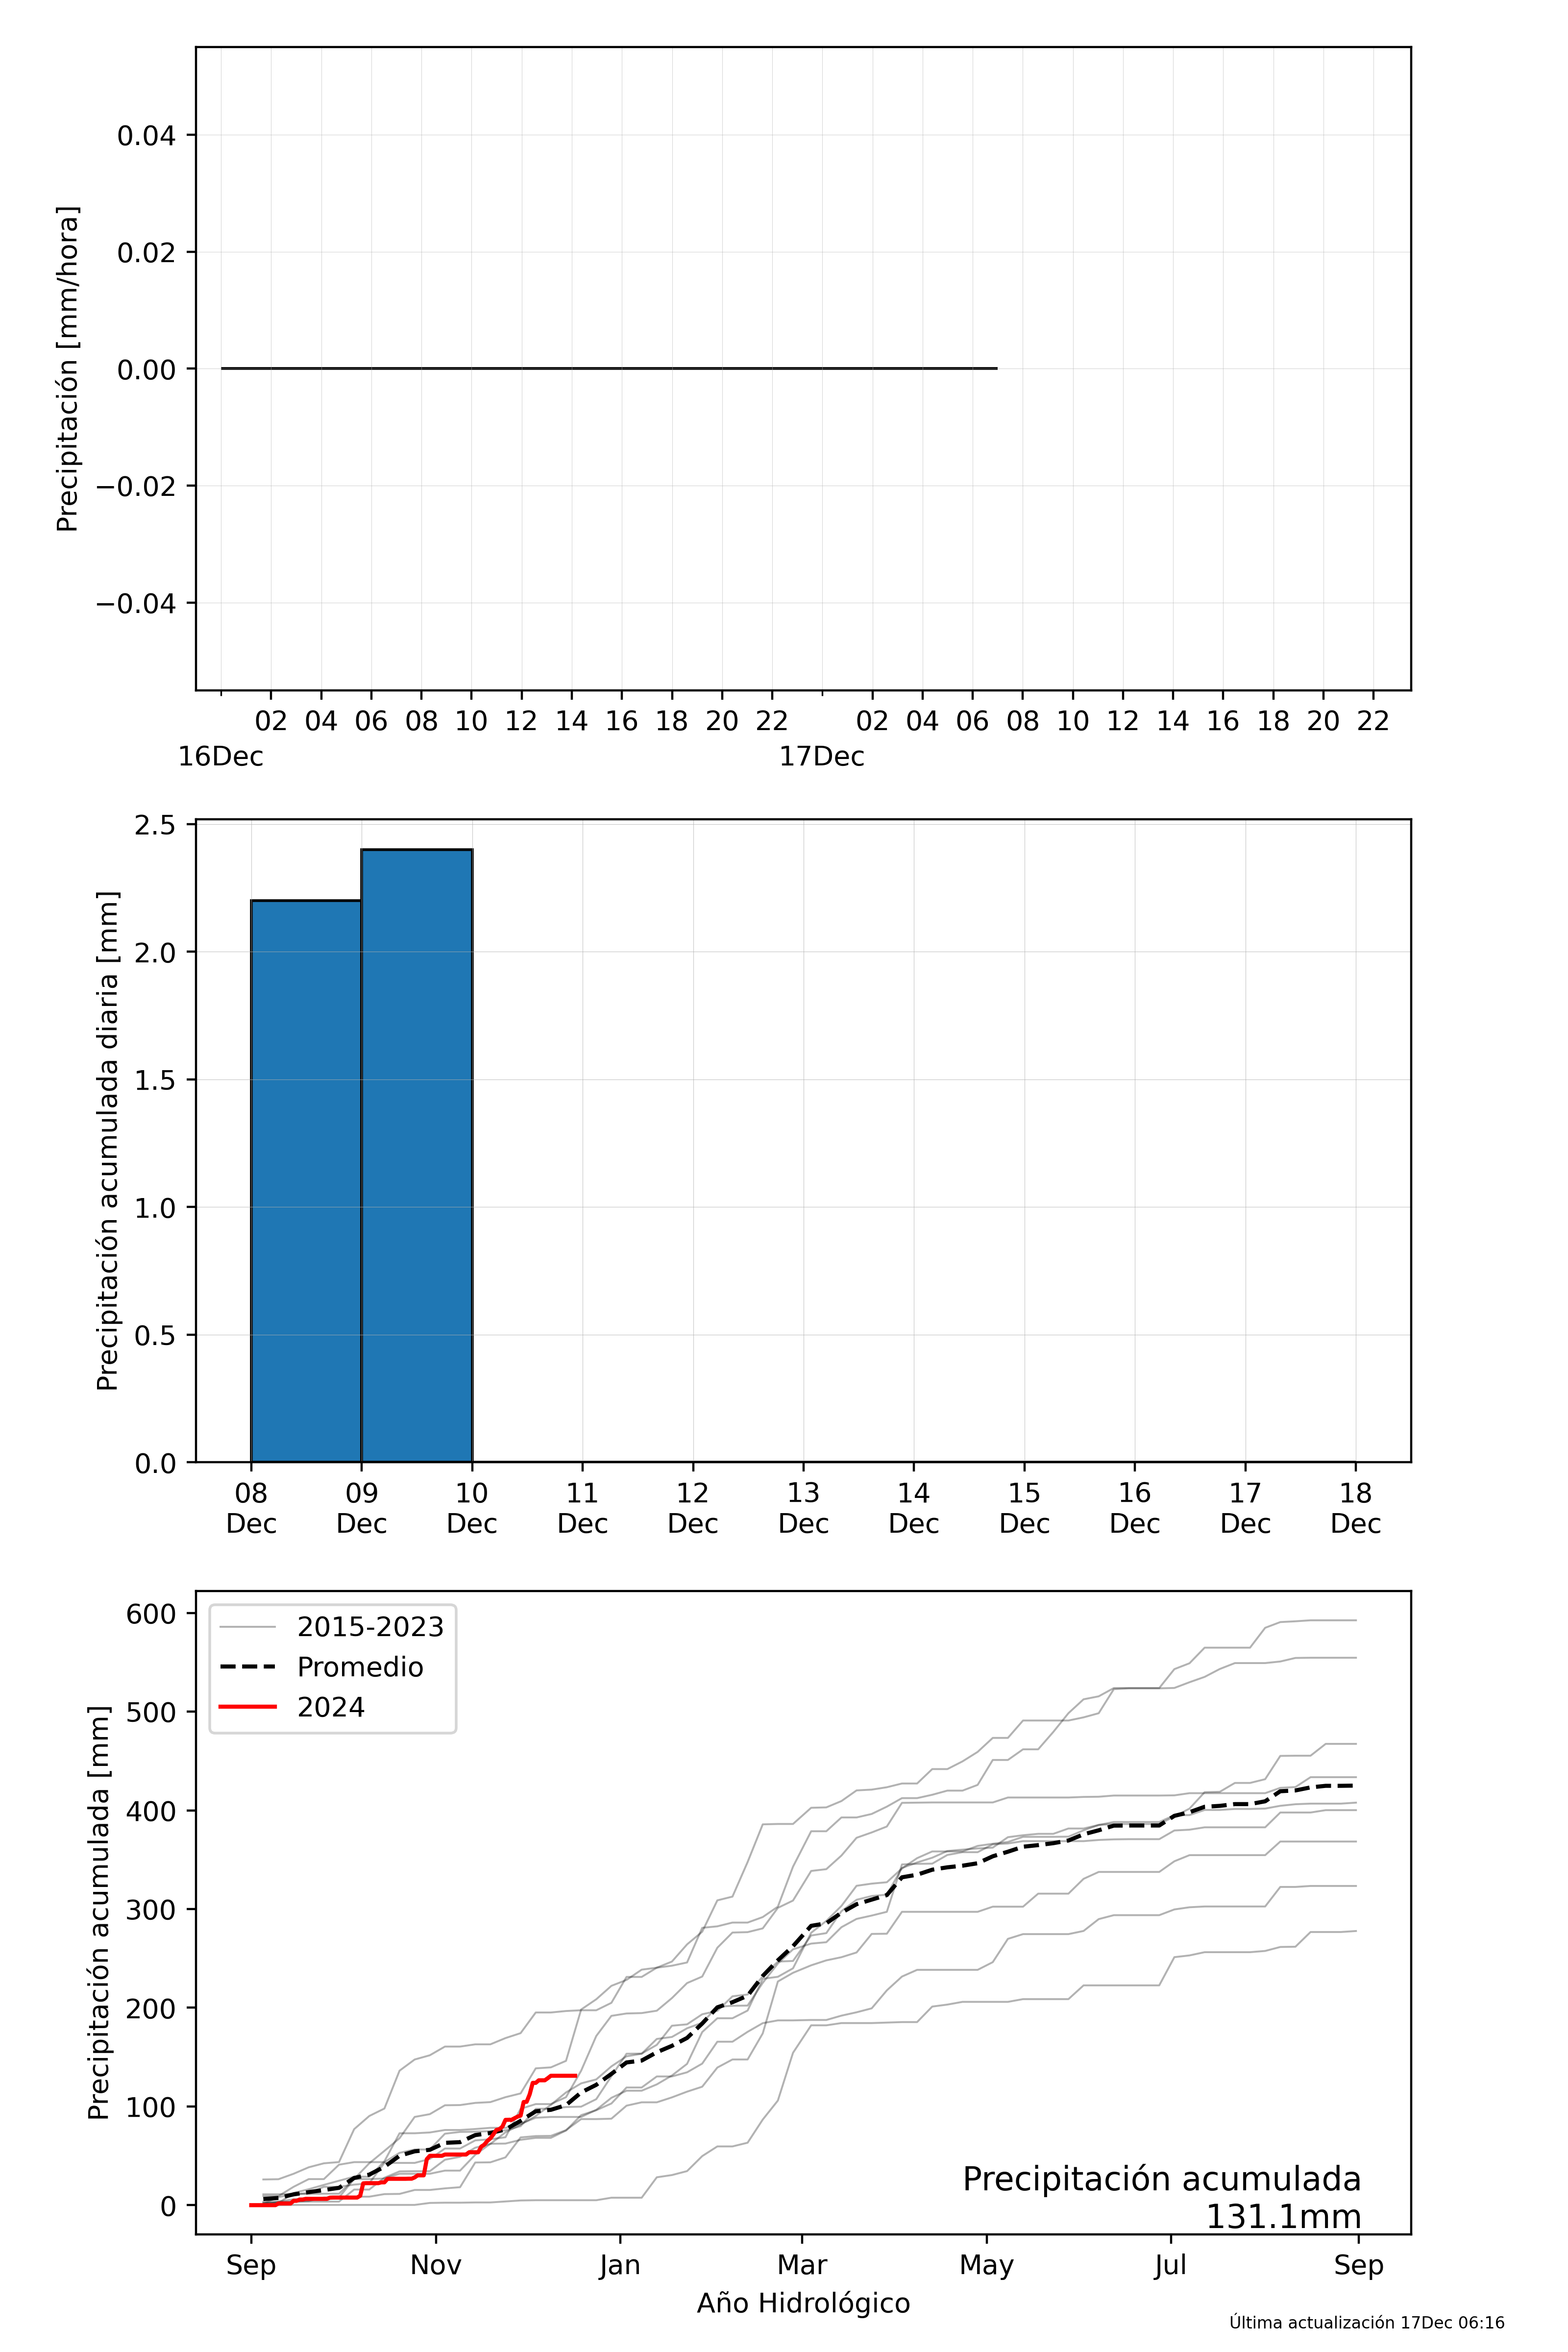 Precipitación [mm/hora]
0.04
0.02
0.00
−0.02
−0.04
02 04 06 08 10 12 14 16 18 20 22 02 04 06 08 10 12 14 16 18 20 22
16Dec 17Dec
Precipitación acumulada diaria [mm]
2.5
2.0
1.5
1.0
0.5
0.0
08 09 10 11 12 13 14 15 16 17 18
Dec Dec Dec Dec Dec Dec Dec Dec Dec Dec Dec
Precipitación acumulada [mm]
600
500
400
300
200
100
0
2015-2023
Promedio
2024
Precipitación acumulada
131.1mm
Sep Nov Jan Mar May Jul Sep
Año Hidrológico
Última actualización 17Dec 06:16